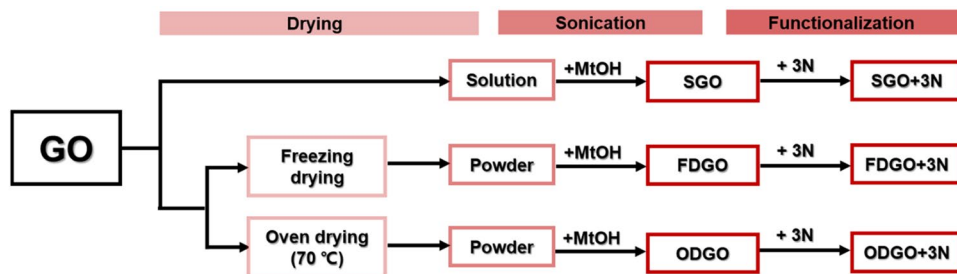 Drying Sonication Functionalization
Solution +MtOH SGO + 3N SGO+3N
GO
Freezing
drying
Powder +MtOH FDGO + 3N FDGO+3N
Oven drying
(70 ℃)
Powder +MtOH ODGO + 3N ODGO+3N